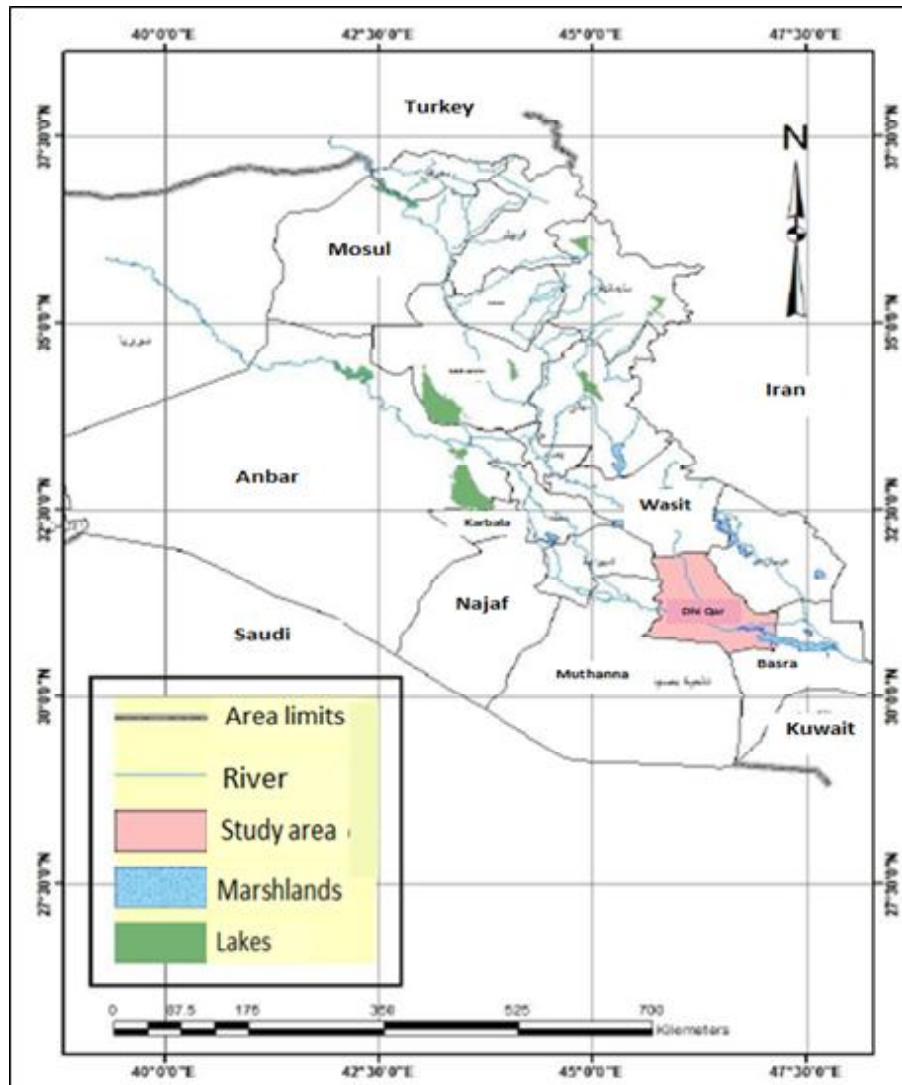 40°0'0"E 42°30'0"E 45°0'0"E 47°30'0"E
Turkey
37°30'0"N 37°30'0"N
N
Mosul
35°0'0"N 35°0'0"N
سوريا
Iran
Anbar
Wasit
32°30'0"N 32°30'0"N
Karbala
Najaf
Dhi Qar
Saudi
Basra
Muthanna
30°0'0"N 30°0'0"N
Kuwait
Area limits
River
Study area
Marshlands
27°30'0"N 27°30'0"N
Lakes
0 87.5 175 350 525 700
Kilometers
40°0'0"E 42°30'0"E 45°0'0"E 47°30'0"E